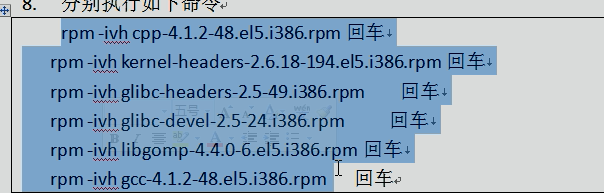 8. 分别执行如下命令
rpm -ivh cpp-4.1.2-48.el5.i386.rpm 回车
rpm -ivh kernel-headers-2.6.18-194.el5.i386.rpm 回车
rpm -ivh glibc-headers-2.5-49.i386.rpm 回车
rpm -ivh glibc-devel-2.5-24.i386.rpm 回车
rpm -ivh libgomp-4.4.0-6.el5.i386.rpm 回车
rpm -ivh gcc-4.1.2-48.el5.i386.rpm 回车